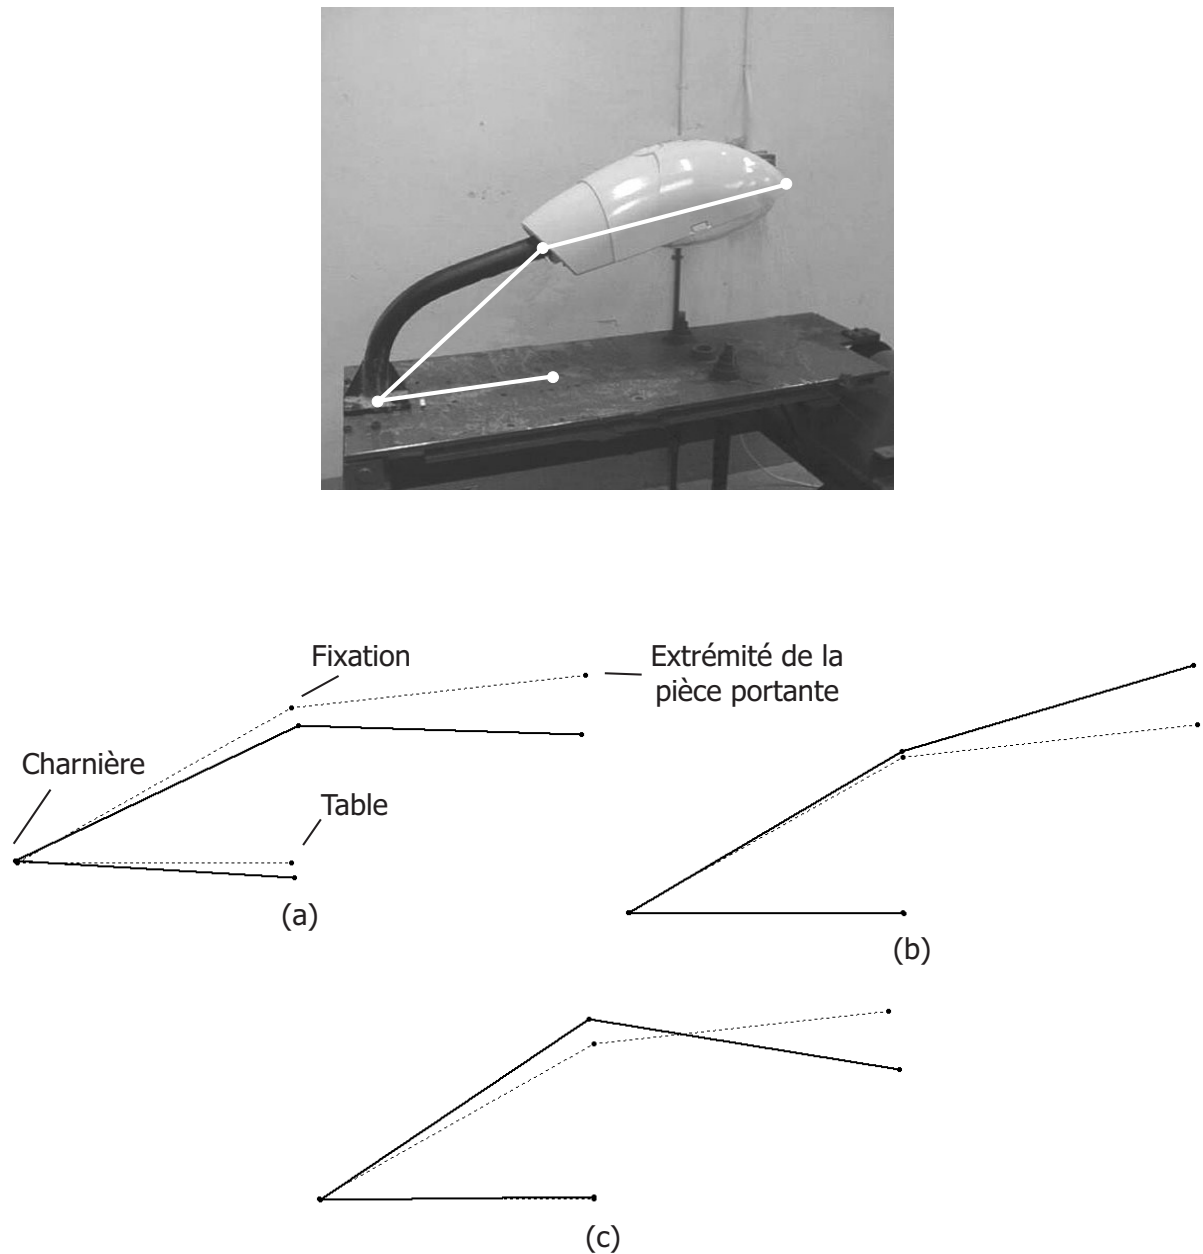 Fixation
Extrémité de la
pièce portante
Charnière
Table
(a)
(b)
(c)